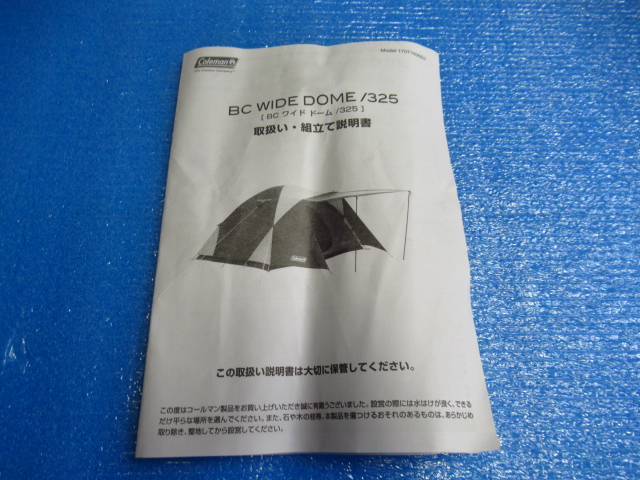 Coleman
Model
BC WIDE DOME /325
[ BC ワイド ドーム /325 ]
取扱い・組立て説明書
Coleman
この取扱い説明書は大切に保管してください。
この度はコールマン製品をお買い上げいただき誠に有難うございました。設営の際には水はけが良く、できる
だけ平らな場所を選んでください。また、石や木の枝等、本製品を傷つけるおそれのあるものは、あらかじめ
取り除き、整地してから設営してください。